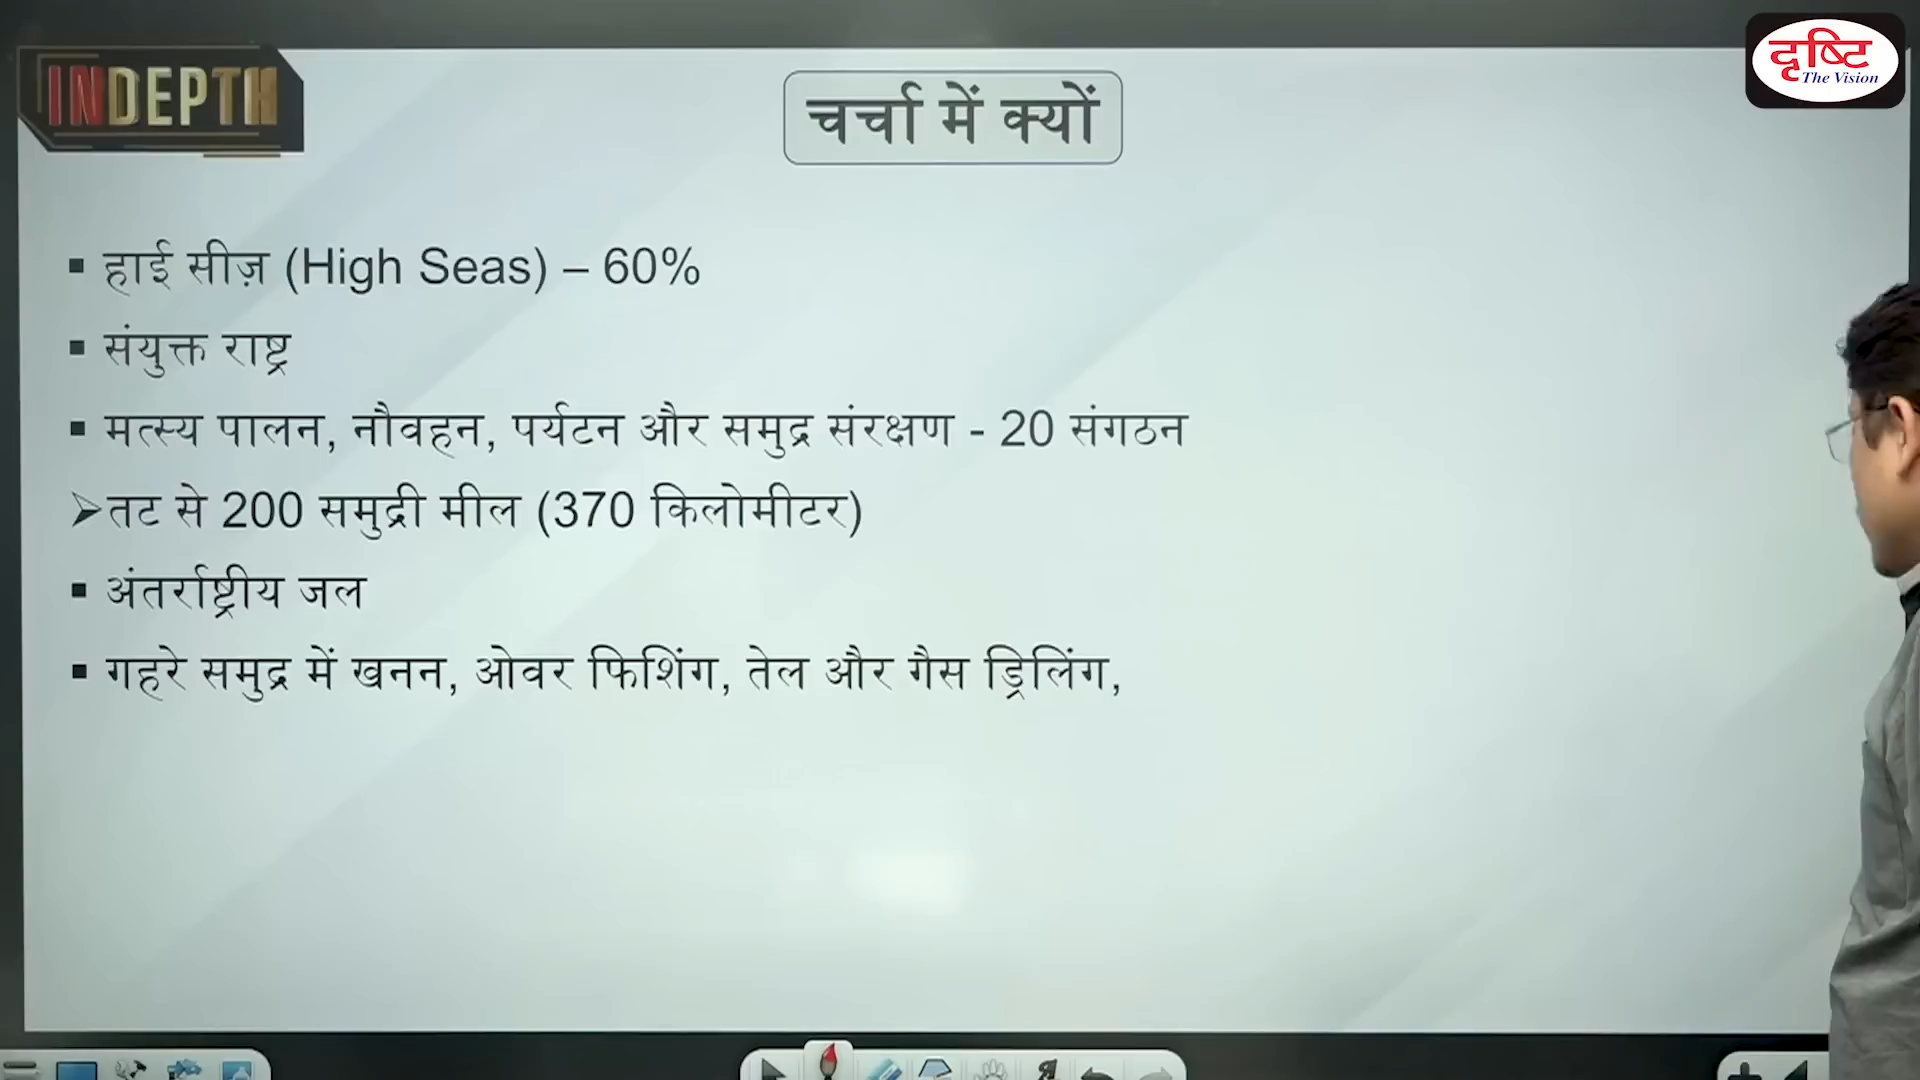 INDEPTH
दृष्टि
The Vision
चर्चा में क्यों
▪ हाई सीज़ (High Seas) – 60%
▪ संयुक्त राष्ट्र
▪ मत्स्य पालन, नौवहन, पर्यटन और समुद्र संरक्षण - 20 संगठन
➢तट से 200 समुद्री मील (370 किलोमीटर)
▪ अंतर्राष्ट्रीय जल
▪ गहरे समुद्र में खनन, ओवर फिशिंग, तेल और गैस ड्रिलिंग,